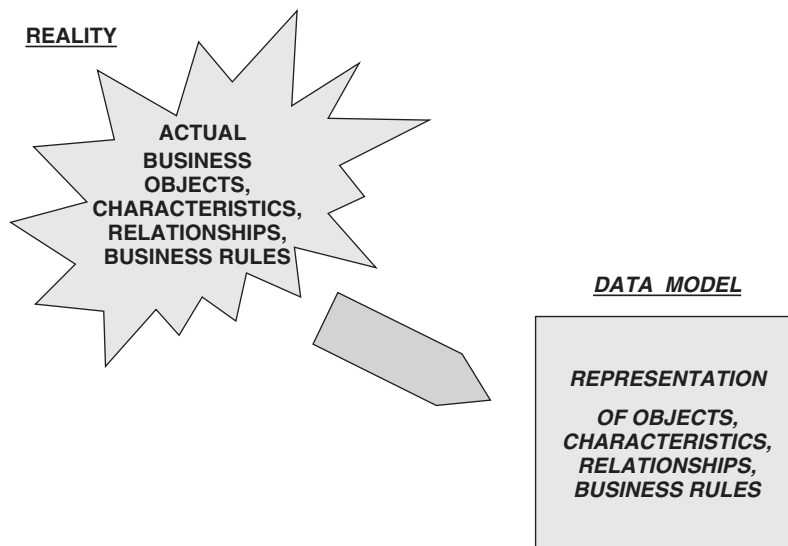 REALITY
ACTUAL
BUSINESS
OBJECTS,
CHARACTERISTICS,
RELATIONSHIPS,
BUSINESS RULES
DATA MODEL
REPRESENTATION
OF OBJECTS,
CHARACTERISTICS,
RELATIONSHIPS,
BUSINESS RULES